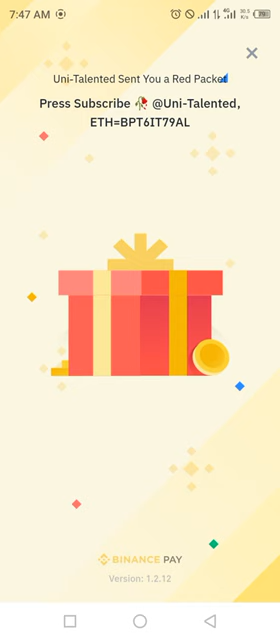 7:47 AM
Uni-Talented Sent You a Red Packet
Press Subscribe 🥀 @Uni-Talented,
ETH=BPT6IT79AL
BINANCE PAY
Version: 1.2.12